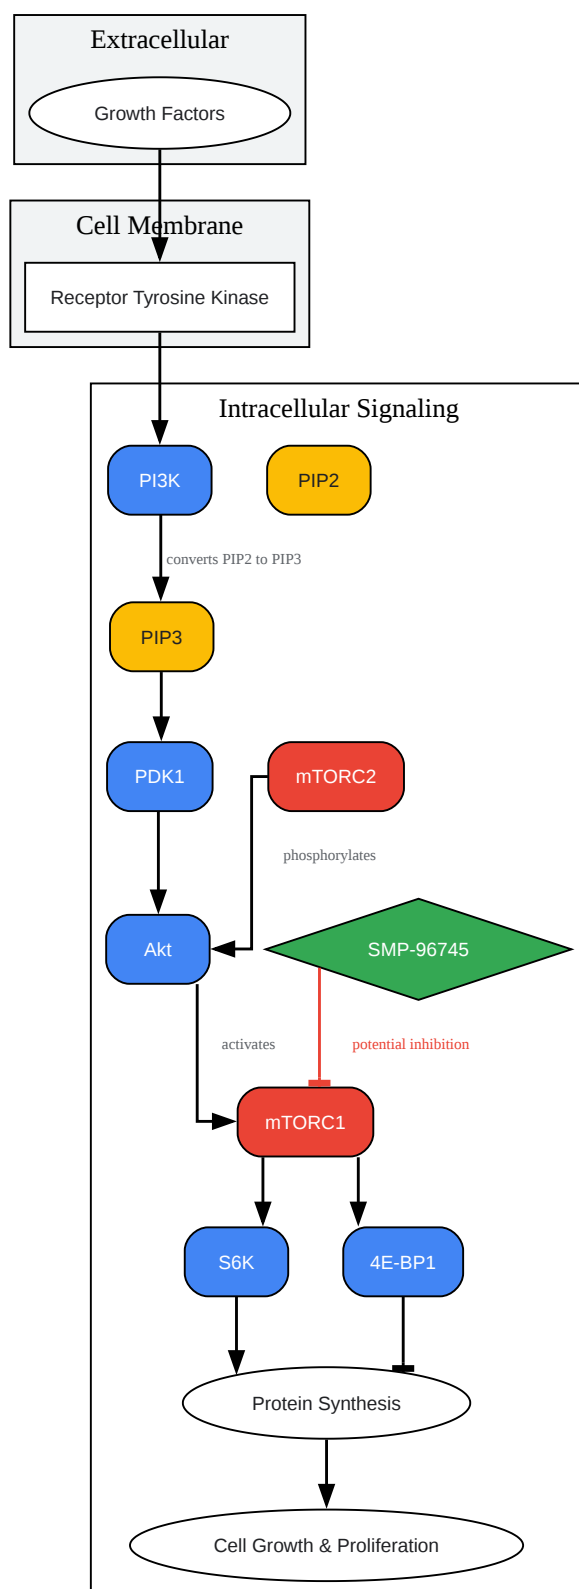 Extracellular
Growth Factors
Cell Membrane
Receptor Tyrosine Kinase
Intracellular Signaling
PI3K
PIP2
converts PIP2 to PIP3
PIP3
PDK1
mTORC2
phosphorylates
Akt
SMP-96745
activates
potential inhibition
mTORC1
S6K
4E-BP1
Protein Synthesis
Cell Growth & Proliferation